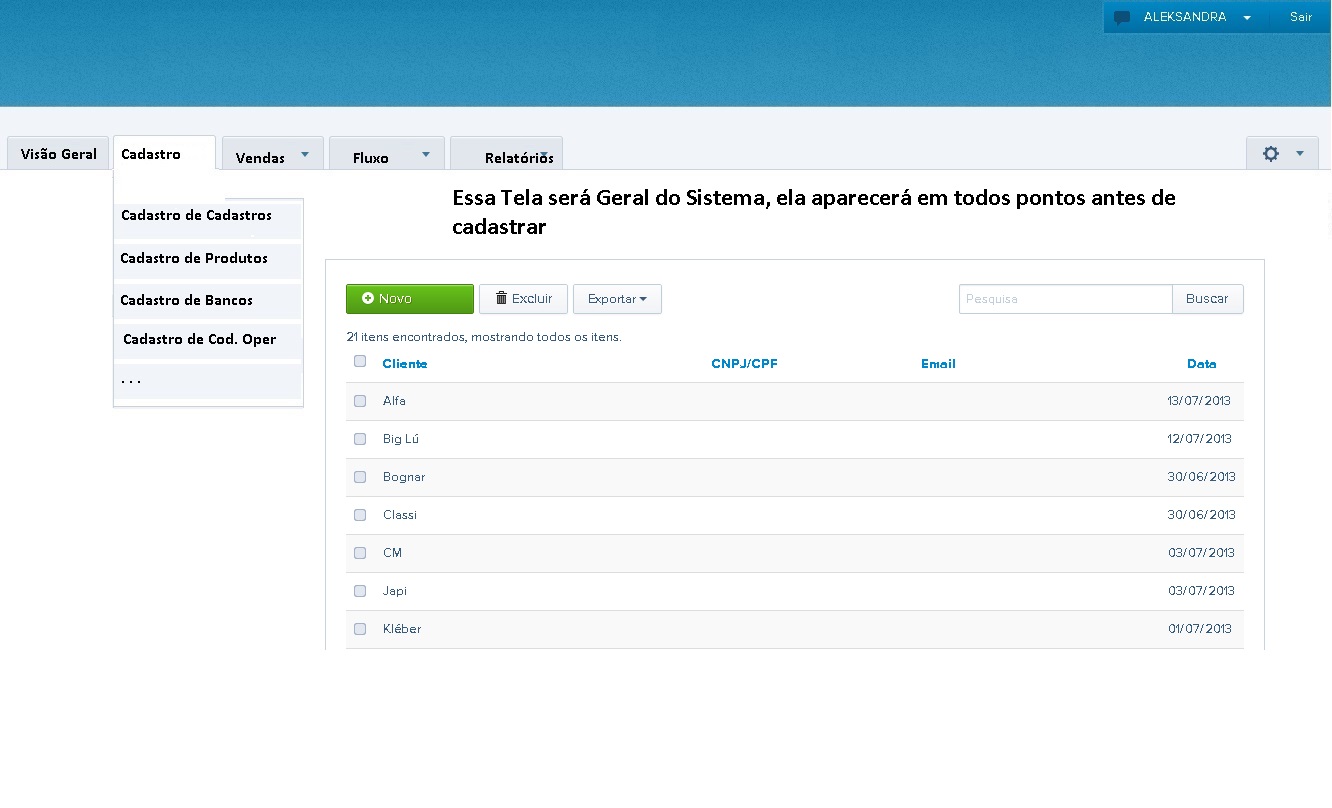 ALEKSANDRA Sair
Visão Geral Cadastro Vendas Fluxo Relatórios
Essa Tela será Geral do Sistema, ela aparecerá em todos pontos antes de
cadastrar
Cadastro de Cadastros
Cadastro de Produtos
Cadastro de Bancos
Cadastro de Cod. Oper
. . .
Novo Excluir Exportar Pesquisa Buscar
21 itens encontrados, mostrando todos os itens.
Cliente CNPJ/CPF Email Data
Alfa 13/07/2013
Big Lú 12/07/2013
Bognar 30/06/2013
Classi 30/06/2013
CM 03/07/2013
Japi 03/07/2013
Kléber 01/07/2013